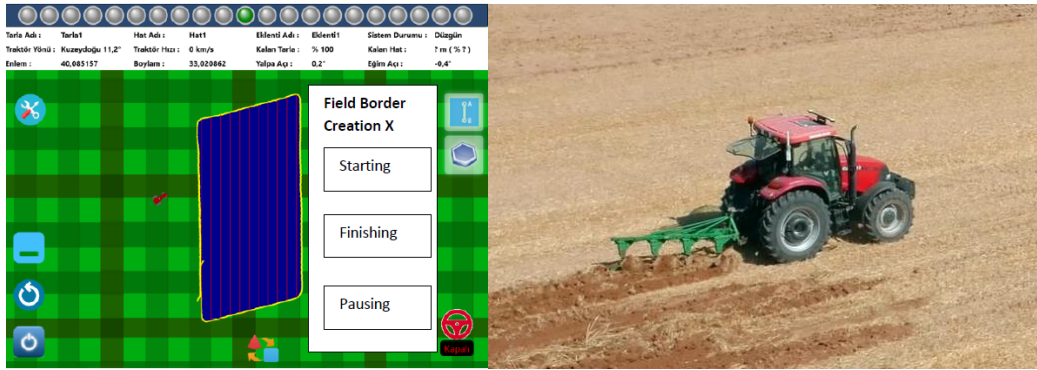 Tarla Adı : Tarla1 Hat Adı : Hat1 Eklenti Adı : Eklenti1 Sistem Durumu : Düzgün
Traktör Yönü : Kuzeydoğu 11,2° Traktör Hızı : 0 km/s Kalan Tarla : % 100 Kalan Hat : ? m ( % ? )
Enlem : 40,085157 Boylam : 33,020862 Yalpa Açı : 0,2° Eğim Açı : -0,4°
Field Border
Creation X
Starting
Finishing
Pausing
A
B
Kapalı